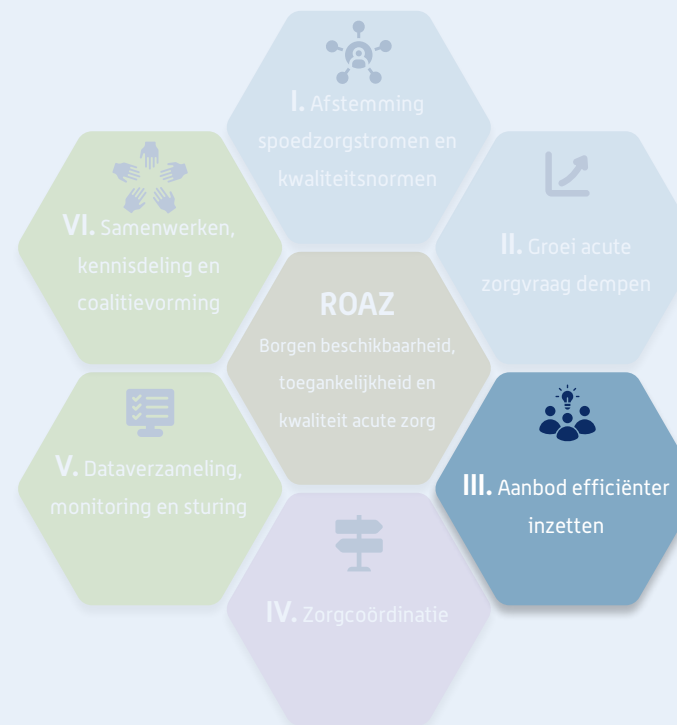 I. Afstemming
spoedzorgstromen en
kwaliteitsnormen
II. Groei acute
zorgvraag dempen
III. Aanbod efficiënter
inzetten
IV. Zorgcoördinatie
V. Dataverzameling,
monitoring en sturing
VI. Samenwerken,
kennisdeling en
coalitievorming
ROAZ
Borgen beschikbaarheid,
toegankelijkheid en
kwaliteit acute zorg